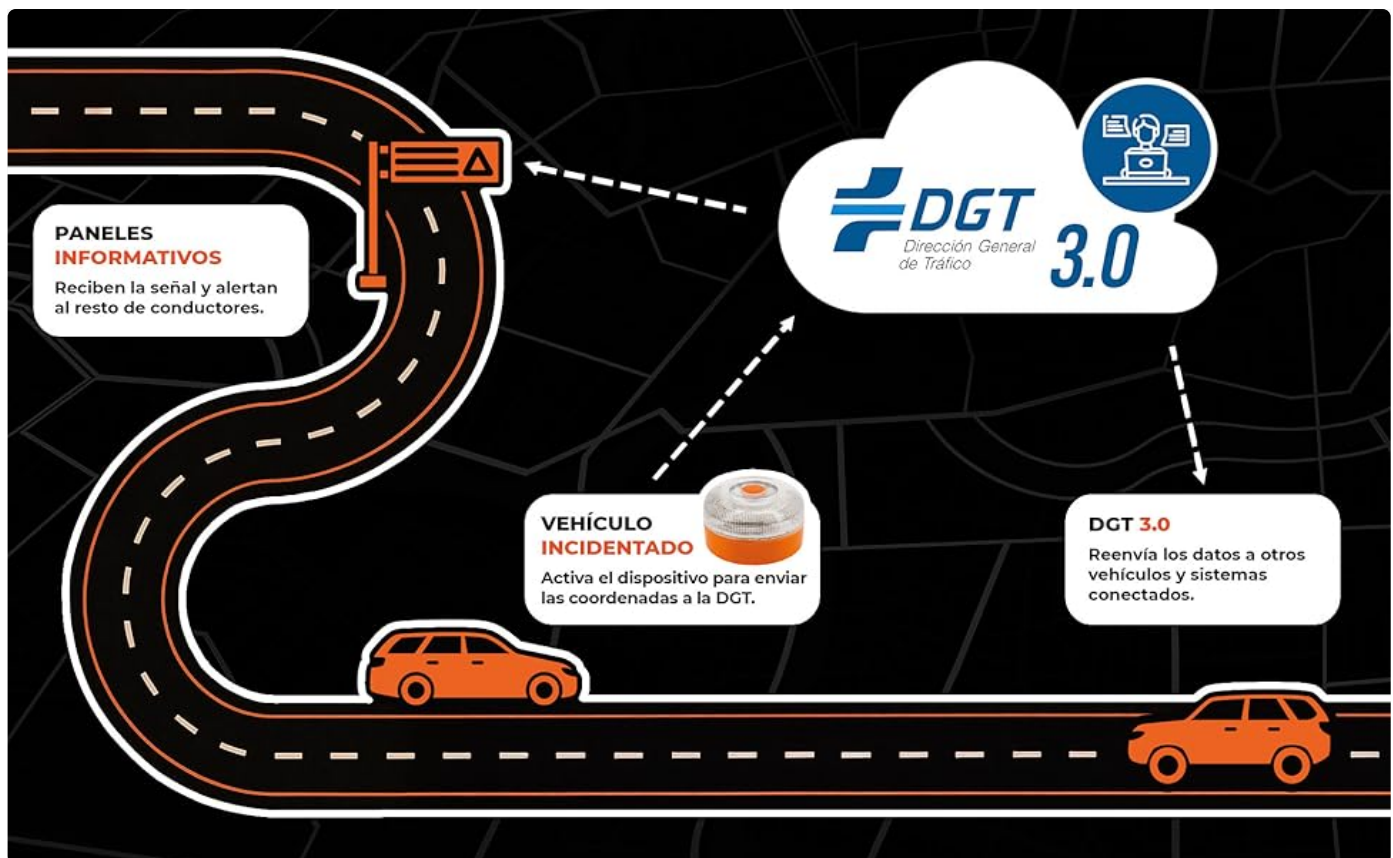 PANELES
INFORMATIVOS
Reciben la señal y alertan
al resto de conductores.
DGT
Dirección General
de Tráfico
3.0
VEHÍCULO
INCIDENTADO
Activa el dispositivo para enviar
las coordenadas a la DGT.
DGT 3.0
Reenvía los datos a otros
vehículos y sistemas
conectados.